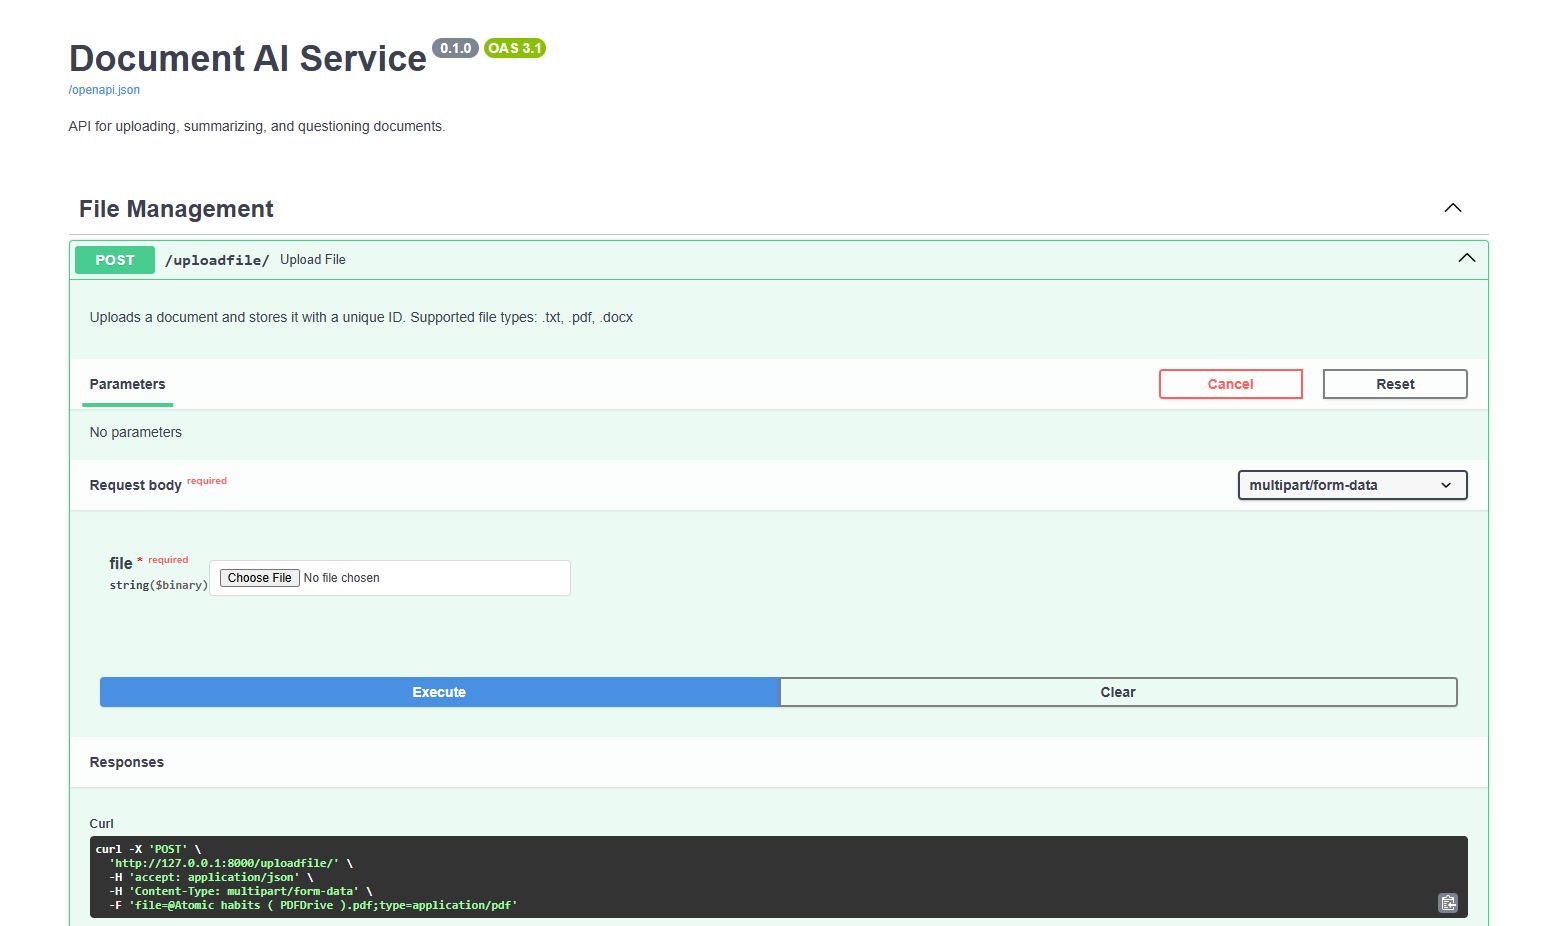 Document AI Service 0.1.0 OAS 3.1
/openapi.json
API for uploading, summarizing, and questioning documents.
File Management
POST /uploadfile/ Upload File
Uploads a document and stores it with a unique ID. Supported file types: .txt, .pdf, .docx
Parameters Cancel Reset
No parameters
Request body required multipart/form-data
file * required
string($binary) Choose File No file chosen
Execute Clear
Responses
Curl
curl -X 'POST' \
'http://127.0.0.1:8000/uploadfile/' \
-H 'accept: application/json' \
-H 'Content-Type: multipart/form-data' \
-F 'file=@Atomic habits ( PDFDrive ).pdf;type=application/pdf'